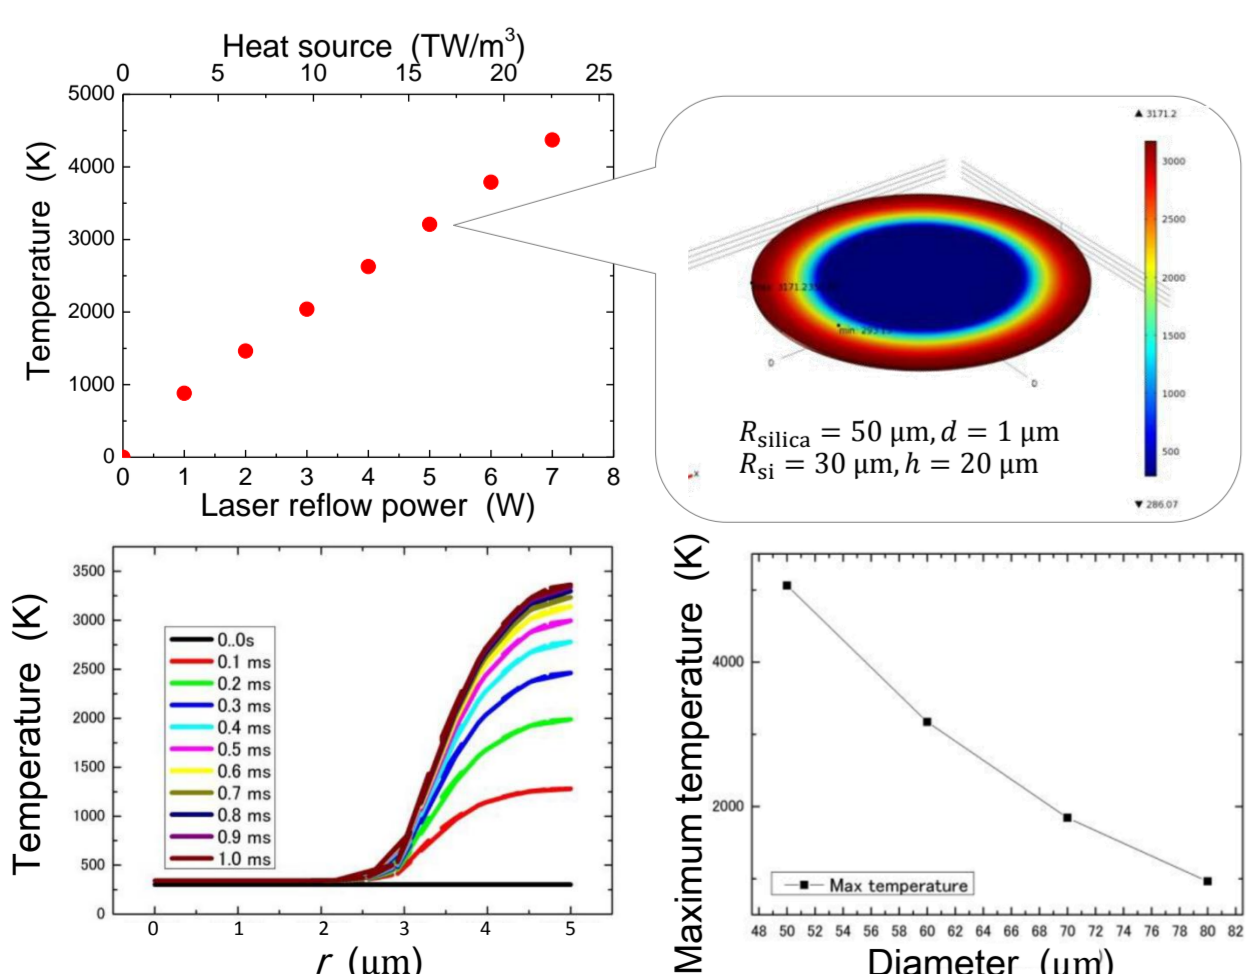 Heat source (TW/m³)
0 5 10 15 20 25
5000
4000
3000
2000
1000
0
Temperature (K)
0 1 2 3 4 5 6 7 8
Laser reflow power (W)
▲ 3171.2
3000
2500
2000
1500
1000
500
▼ 286.07
max: 3171.235
min: 293.15
0
0
x
R_silica = 50 μm, d = 1 μm
R_si = 30 μm, h = 20 μm
3500
3000
2500
2000
1500
1000
500
0
Temperature (K)
0..0s
0.1 ms
0.2 ms
0.3 ms
0.4 ms
0.5 ms
0.6 ms
0.7 ms
0.8 ms
0.9 ms
1.0 ms
0 1 2 3 4 5
r (μm)
Maximum temperature (K)
4000
2000
Max temperature
48 50 52 54 56 58 60 62 64 66 68 70 72 74 76 78 80 82
Diameter (μm)